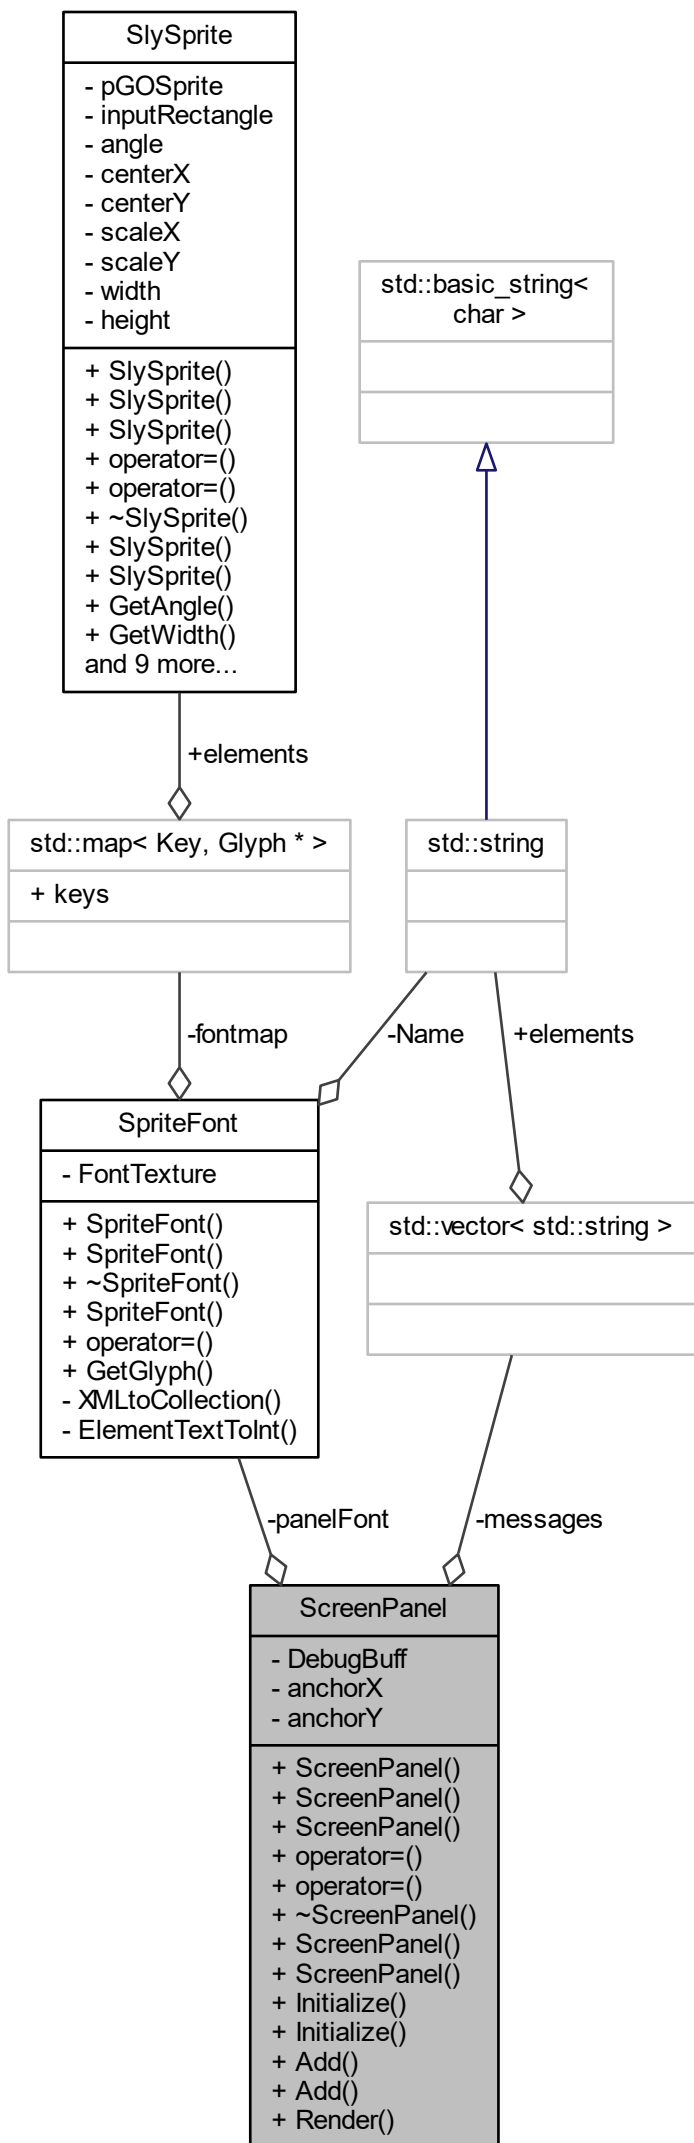 SlySprite
- pGOSprite
- inputRectangle
- angle
- centerX
- centerY
- scaleX
- scaleY
- width
- height
+ SlySprite()
+ SlySprite()
+ SlySprite()
+ operator=()
+ operator=()
+ ~SlySprite()
+ SlySprite()
+ SlySprite()
+ GetAngle()
+ GetWidth()
and 9 more...
std::basic_string<
char >
+elements
std::map< Key, Glyph * >
+ keys
std::string
-fontmap
-Name
+elements
SpriteFont
- FontTexture
+ SpriteFont()
+ SpriteFont()
+ ~SpriteFont()
+ SpriteFont()
+ operator=()
+ GetGlyph()
- XMLtoCollection()
- ElementTextToInt()
std::vector< std::string >
-panelFont
-messages
ScreenPanel
- DebugBuff
- anchorX
- anchorY
+ ScreenPanel()
+ ScreenPanel()
+ ScreenPanel()
+ operator=()
+ operator=()
+ ~ScreenPanel()
+ ScreenPanel()
+ ScreenPanel()
+ Initialize()
+ Initialize()
+ Add()
+ Add()
+ Render()